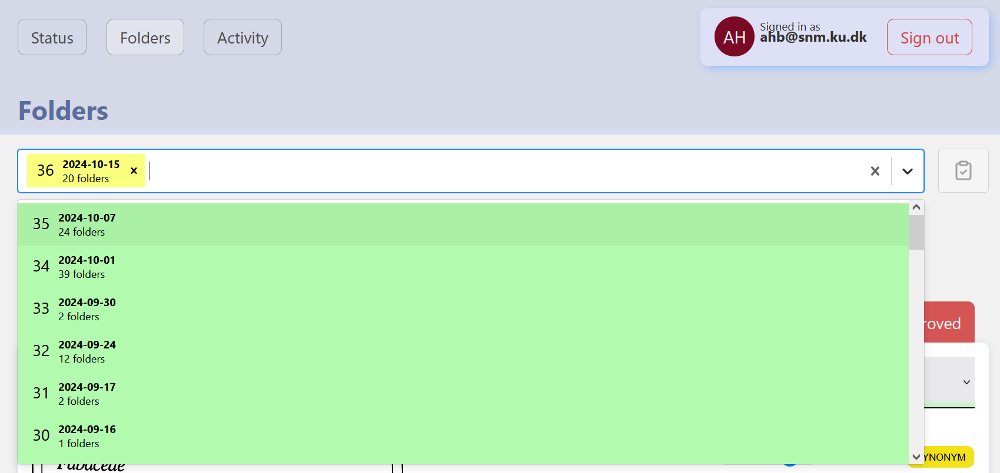 Status
Folders
Activity
AH
Signed in as
ahb@snm.ku.dk
Sign out
Folders
36
2024-10-15
20 folders
35
2024-10-07
24 folders
34
2024-10-01
39 folders
33
2024-09-30
2 folders
32
2024-09-24
12 folders
31
2024-09-17
2 folders
30
2024-09-16
1 folders
roved
YNONYM
Fabaceae